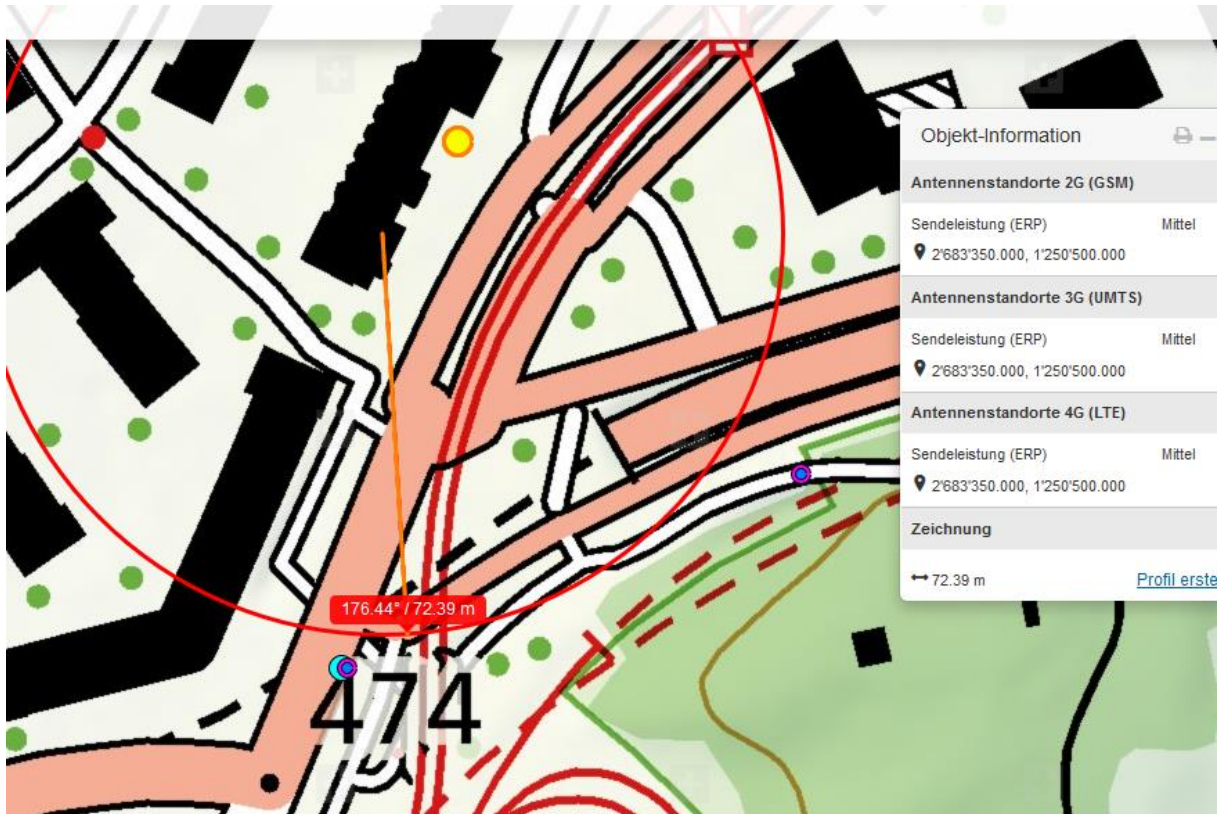 Objekt-Information
Antennenstandorte 2G (GSM)
Sendeleistung (ERP) Mittel
2'683'350.000, 1'250'500.000
Antennenstandorte 3G (UMTS)
Sendeleistung (ERP) Mittel
2'683'350.000, 1'250'500.000
Antennenstandorte 4G (LTE)
Sendeleistung (ERP) Mittel
2'683'350.000, 1'250'500.000
Zeichnung
72.39 m Profil erste
176.44° / 72.39 m
474